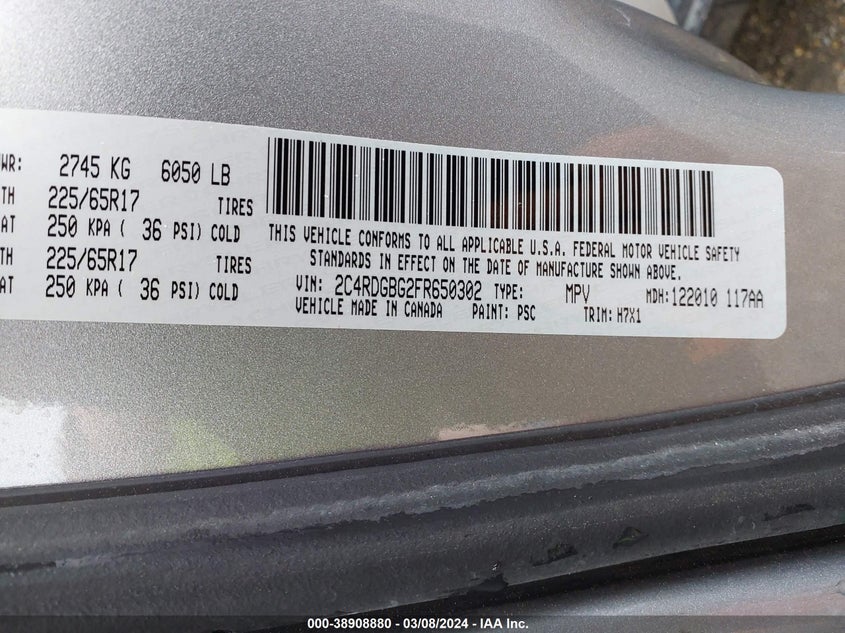 WR: 2745 KG 6050 LB
TH 225/65R17 TIRES
AT 250 KPA ( 36 PSI) COLD
TH 225/65R17 TIRES
AT 250 KPA ( 36 PSI) COLD
THIS VEHICLE CONFORMS TO ALL APPLICABLE U.S.A. FEDERAL MOTOR VEHICLE SAFETY
STANDARDS IN EFFECT ON THE DATE OF MANUFACTURE SHOWN ABOVE.
VIN: 2C4RDGBG2FR650302 TYPE: MPV MDH:122010 117AA
VEHICLE MADE IN CANADA PAINT: PSC TRIM: H7X1
000-38908880 - 03/08/2024 - IAA Inc.